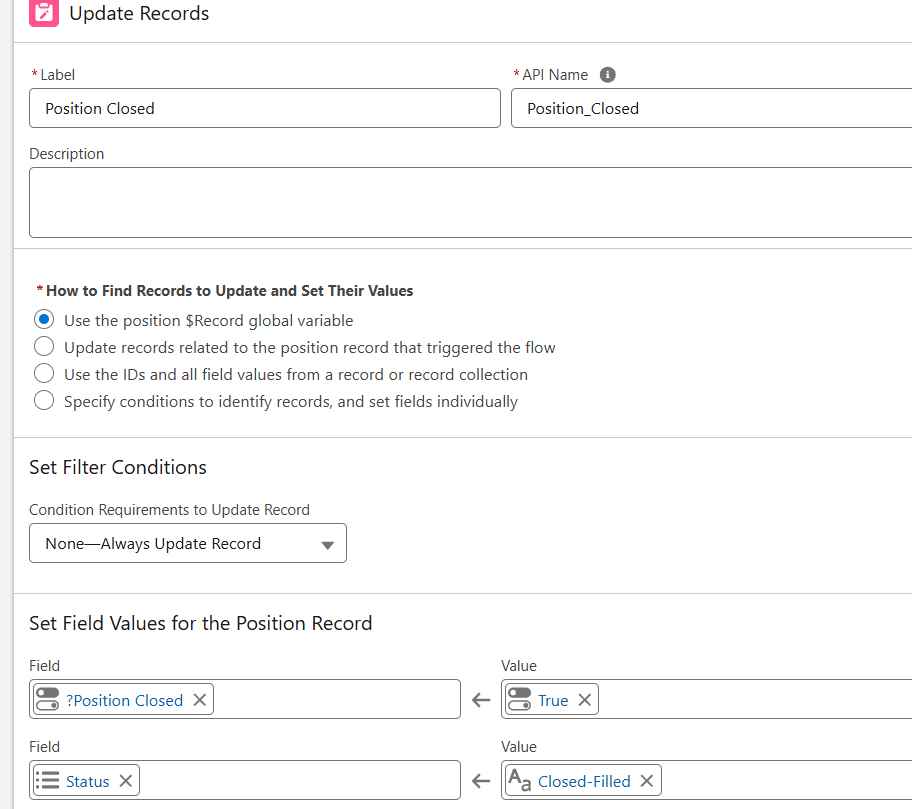 Update Records
*Label
*API Name
Position Closed
Position_Closed
Description
*How to Find Records to Update and Set Their Values
Use the position $Record global variable
Update records related to the position record that triggered the flow
Use the IDs and all field values from a record or record collection
Specify conditions to identify records, and set fields individually
Set Filter Conditions
Condition Requirements to Update Record
None—Always Update Record
Set Field Values for the Position Record
Field
Value
?Position Closed
True
Field
Value
Status
Aa Closed-Filled